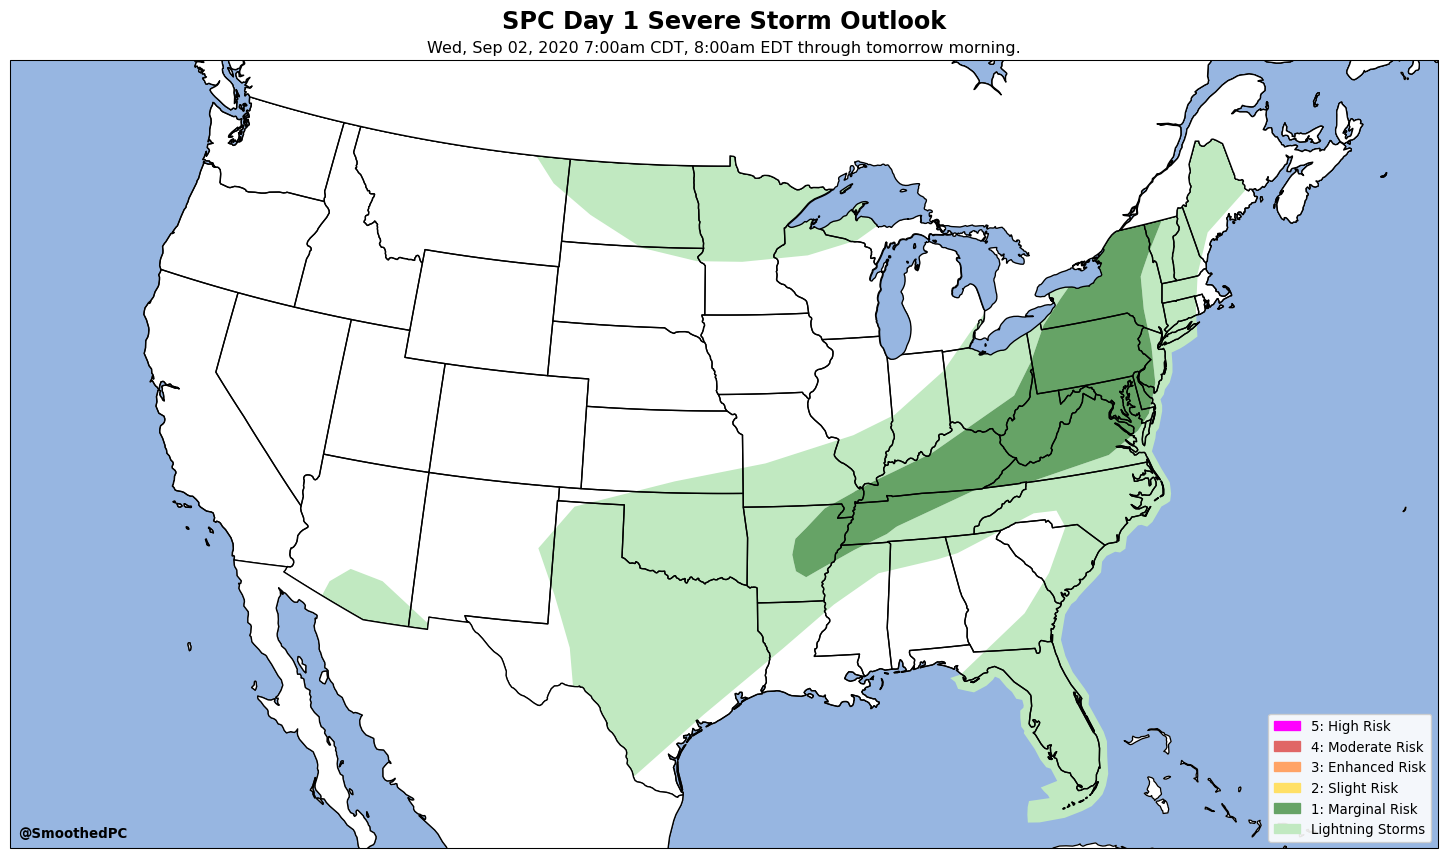 SPC Day 1 Severe Storm Outlook
Wed, Sep 02, 2020 7:00am CDT, 8:00am EDT through tomorrow morning.
5: High Risk
4: Moderate Risk
3: Enhanced Risk
2: Slight Risk
1: Marginal Risk
Lightning Storms
@SmoothedPC